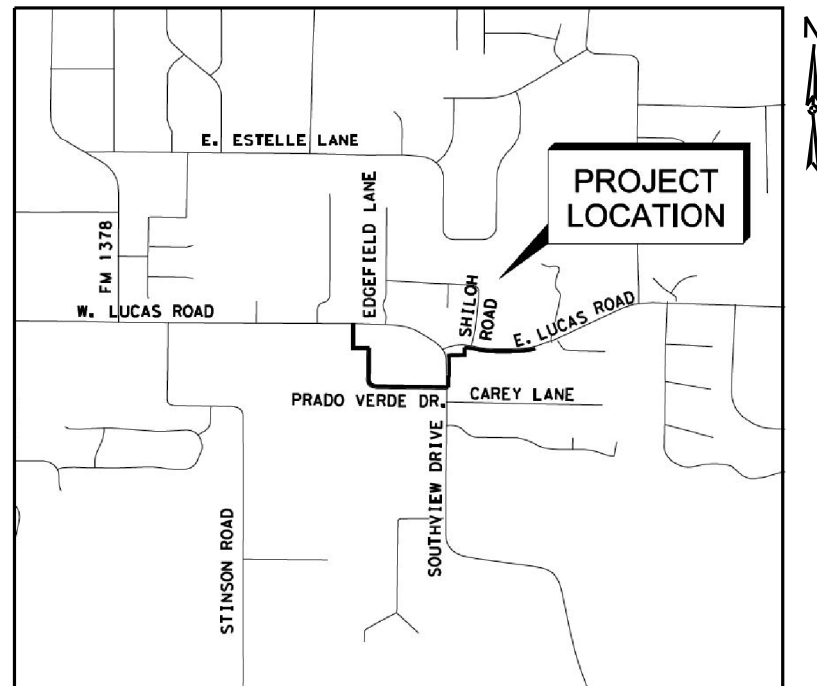 N
E. ESTELLE LANE
PROJECT
LOCATION
EDGEFIELD LANE
FM 1378
SHILOH
ROAD
W. LUCAS ROAD
E. LUCAS ROAD
PRADO VERDE DR.
CAREY LANE
SOUTHVIEW DRIVE
STINSON ROAD